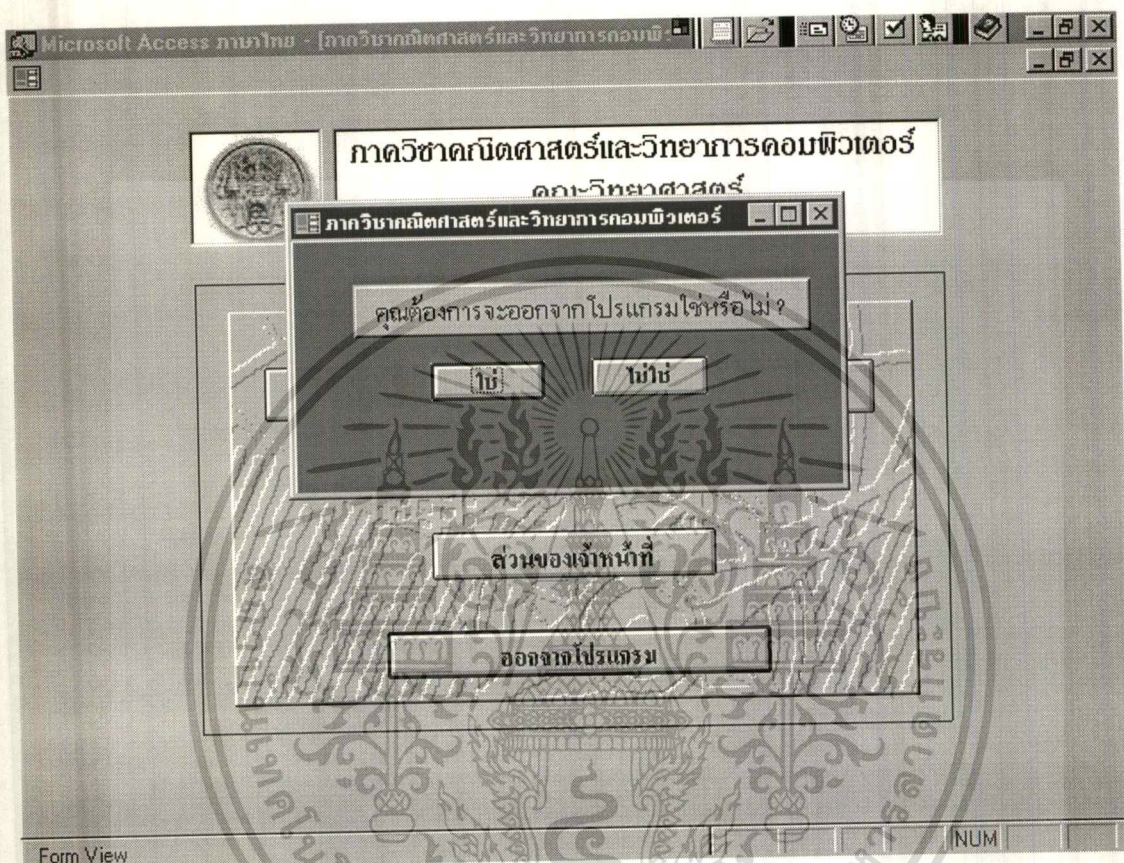 Microsoft Access ภาษาไทย - [ภาควิชาคณิตศาสตร์และวิทยาการคอมพิ
ภาควิชาคณิตศาสตร์และวิทยาการคอมพิวเตอร์
คณะวิทยาศาสตร์
ภาควิชาคณิตศาสตร์และวิทยาการคอมพิวเตอร์
คุณต้องการจะออกจากโปรแกรมใช่หรือไม่ ?
ใช่ ไม่ใช่
ส่วนของเจ้าหน้าที่
ออกจากโปรแกรม
Form View NUM